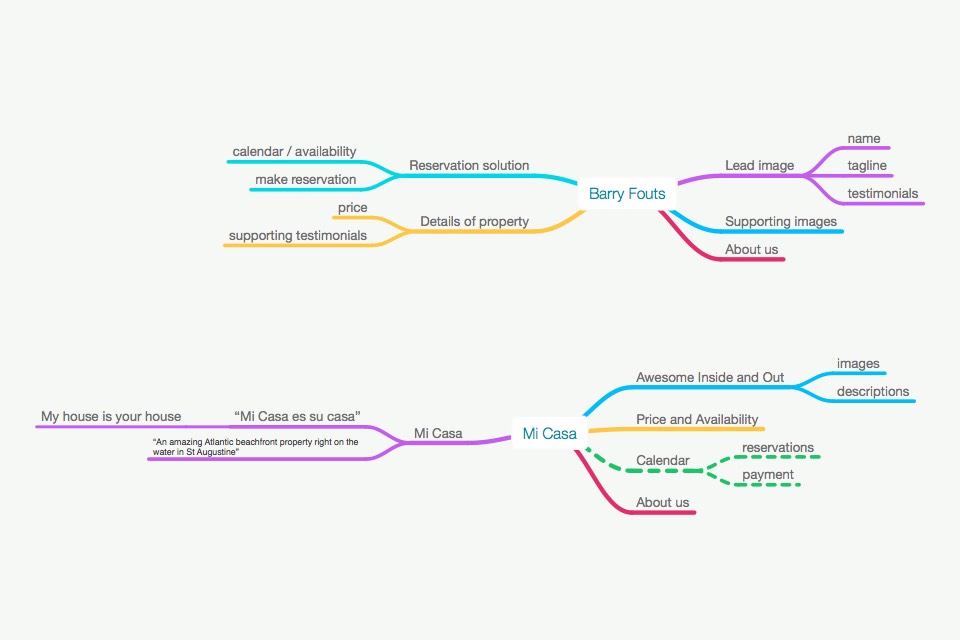 calendar / availability
make reservation
Reservation solution
price
supporting testimonials
Details of property
Barry Fouts
Lead image
name
tagline
testimonials
Supporting images
About us
My house is your house
“Mi Casa es su casa”
“An amazing Atlantic beachfront property right on the
water in St Augustine”
Mi Casa
Mi Casa
Awesome Inside and Out
images
descriptions
Price and Availability
Calendar
reservations
payment
About us